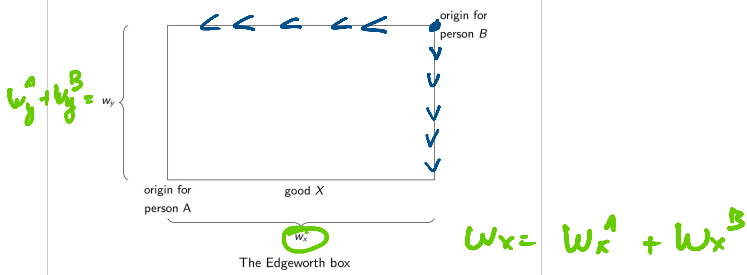 origin for
person B
w_y^A + w_y^B = w_y
origin for
person A
good X
w_x
w_x = w_x^A + w_x^B
The Edgeworth box